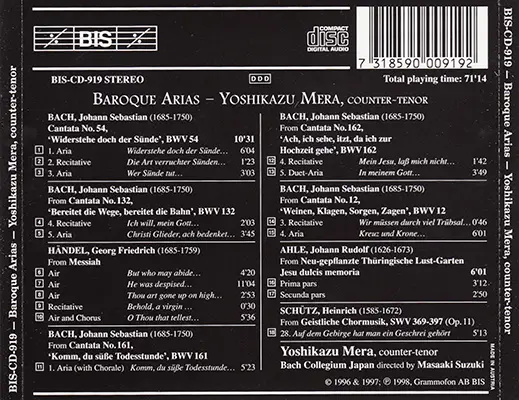 BIS
COMPACT
disc
DIGITAL AUDIO
7 318590 009192
BIS-CD-919 STEREO
DDD
Total playing time: 71'14
BAROQUE ARIAS – YOSHIKAZU MERA, COUNTER-TENOR
BACH, Johann Sebastian (1685-1750)
Cantata No.54,
'Widerstehe doch der Sünde', BWV 54 10'31
1 1. Aria Widerstehe doch der Sünde… 6'04
2 2. Recitative Die Art verruchter Sünden… 1'23
3 3. Aria Wer Sünde tut… 3'03
BACH, Johann Sebastian (1685-1750)
From Cantata No.132,
'Bereitet die Wege, bereitet die Bahn', BWV 132
4 4. Recitative Ich will, mein Gott… 2'03
5 5. Aria Christi Glieder, ach bedenket… 3'45
HÄNDEL, Georg Friedrich (1685-1759)
From Messiah
6 Air But who may abide… 4'20
7 Air He was despised… 11'04
8 Air Thou art gone up on high… 2'53
9 Recitative Behold, a virgin … 0'30
10 Air and Chorus O Thou that tellest… 5'36
BACH, Johann Sebastian (1685-1750)
From Cantata No.161,
'Komm, du süße Todesstunde', BWV 161
11 1. Aria (with Chorale) Komm, du süße Todesstunde… 5'23
BACH, Johann Sebastian (1685-1750)
From Cantata No.162,
'Ach, ich sehe, itzt, da ich zur
Hochzeit gehe', BWV 162
12 4. Recitative Mein Jesu, laß mich nicht… 1'42
13 5. Duet-Aria In meinem Gott… 3'49
BACH, Johann Sebastian (1685-1750)
From Cantata No.12,
'Weinen, Klagen, Sorgen, Zagen', BWV 12
14 3. Recitative Wir müssen durch viel Trübsal… 0'46
15 4. Aria Kreuz und Krone… 6'01
AHLE, Johann Rudolf (1626-1673)
From Neu-gepflanzte Thüringische Lust-Garten
Jesu dulcis memoria 6'01
16 Prima pars
17 Secunda pars
SCHÜTZ, Heinrich (1585-1672)
From Geistliche Chormusik, SWV 369-397 (Op.11)
18 28. Auf dem Gebirge hat man ein Geschrei gehört 5'13
Yoshikazu Mera, counter-tenor
Bach Collegium Japan directed by Masaaki Suzuki
© 1996 & 1997; ℗ 1998, Grammofon AB BIS
MADE IN AUSTRIA
BIS-CD-919 – Baroque Arias – Yoshikazu Mera, counter-tenor
BIS-CD-919 – Baroque Arias – Yoshikazu Mera, counter-tenor